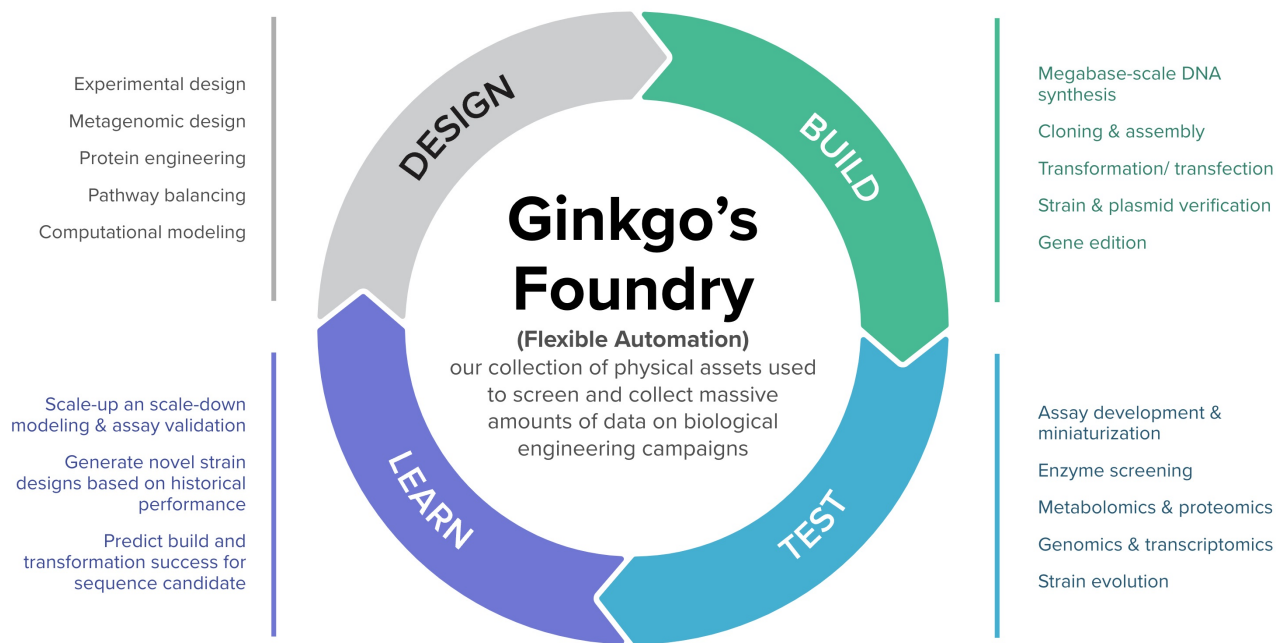 Experimental design
Metagenomic design
Protein engineering
Pathway balancing
Computational modeling
DESIGN
BUILD
Megabase-scale DNA
synthesis
Cloning & assembly
Transformation/ transfection
Strain & plasmid verification
Gene edition
Ginkgo’s
Foundry
(Flexible Automation)
our collection of physical assets used
to screen and collect massive
amounts of data on biological
engineering campaigns
Scale-up an scale-down
modeling & assay validation
Generate novel strain
designs based on historical
performance
Predict build and
transformation success for
sequence candidate
LEARN
TEST
Assay development &
miniaturization
Enzyme screening
Metabolomics & proteomics
Genomics & transcriptomics
Strain evolution